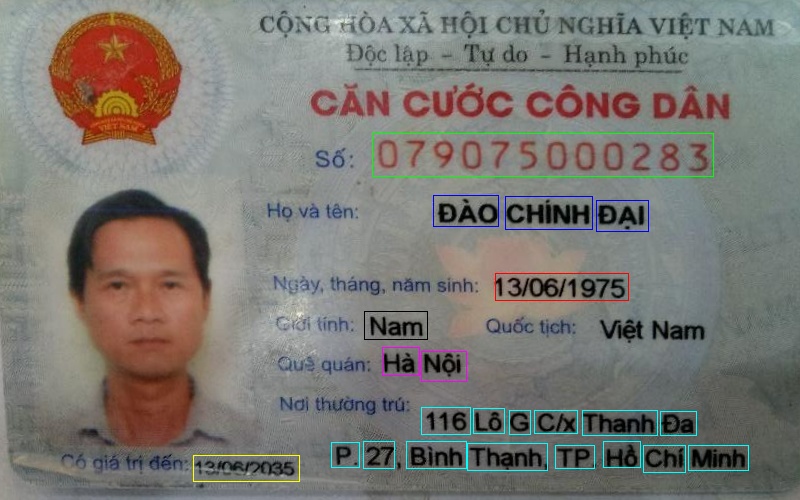 CỘNG HÒA XÃ HỘI CHỦ NGHĨA VIỆT NAM
Độc lập - Tự do - Hạnh phúc
CĂN CƯỚC CÔNG DÂN
Số: 079075000283
Họ và tên: ĐÀO CHÍNH ĐẠI
Ngày, tháng, năm sinh: 13/06/1975
Giới tính: Nam Quốc tịch: Việt Nam
Quê quán: Hà Nội
Nơi thường trú:
116 Lô G C/x Thanh Đa
P. 27, Bình Thạnh, TP. Hồ Chí Minh
Có giá trị đến: 13/06/2035
VIỆT NAM